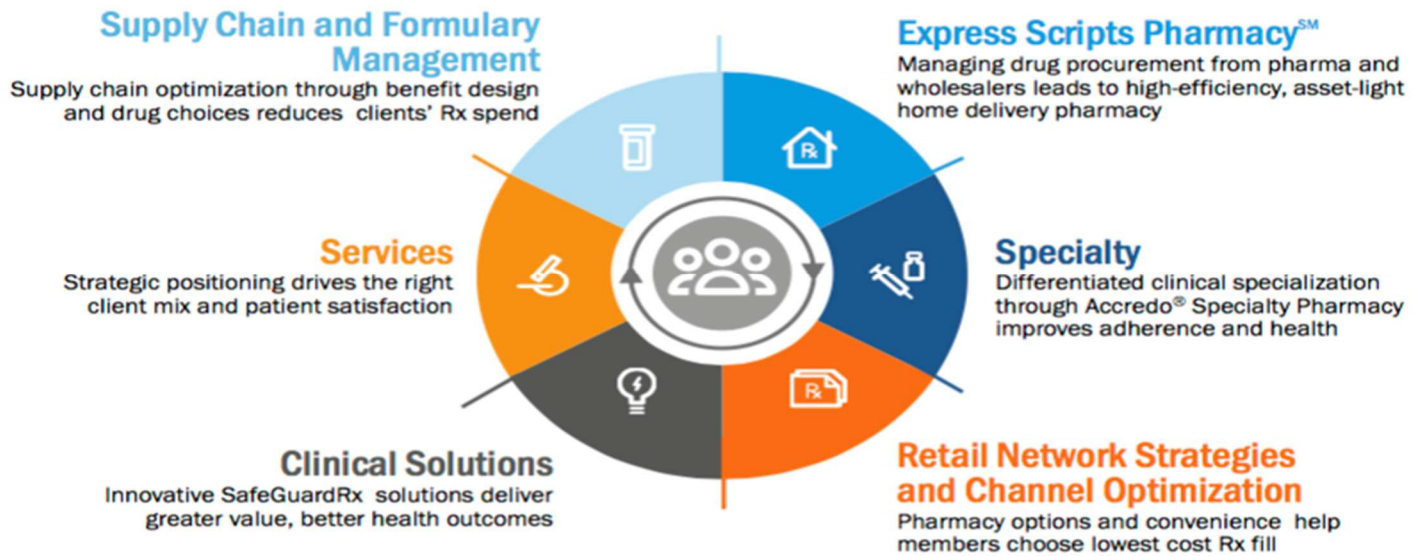 Supply Chain and Formulary
Management
Supply chain optimization through benefit design
and drug choices reduces clients' Rx spend
Express Scripts Pharmacy℠
Managing drug procurement from pharma and
wholesalers leads to high-efficiency, asset-light
home delivery pharmacy
Rx
Services
Strategic positioning drives the right
client mix and patient satisfaction
Specialty
Differentiated clinical specialization
through Accredo® Specialty Pharmacy
improves adherence and health
Rx
Clinical Solutions
Innovative SafeGuardRx solutions deliver
greater value, better health outcomes
Retail Network Strategies
and Channel Optimization
Pharmacy options and convenience help
members choose lowest cost Rx fill